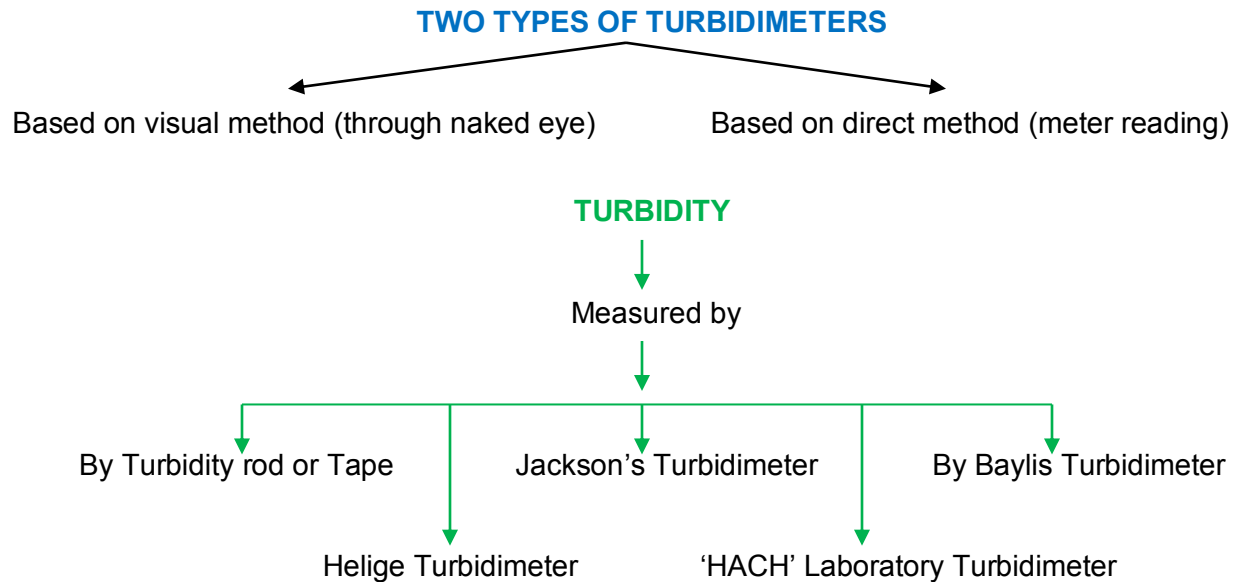 TWO TYPES OF TURBIDIMETERS
Based on visual method (through naked eye)
Based on direct method (meter reading)
TURBIDITY
Measured by
By Turbidity rod or Tape
Jackson’s Turbidimeter
By Baylis Turbidimeter
Helige Turbidimeter
‘HACH’ Laboratory Turbidimeter